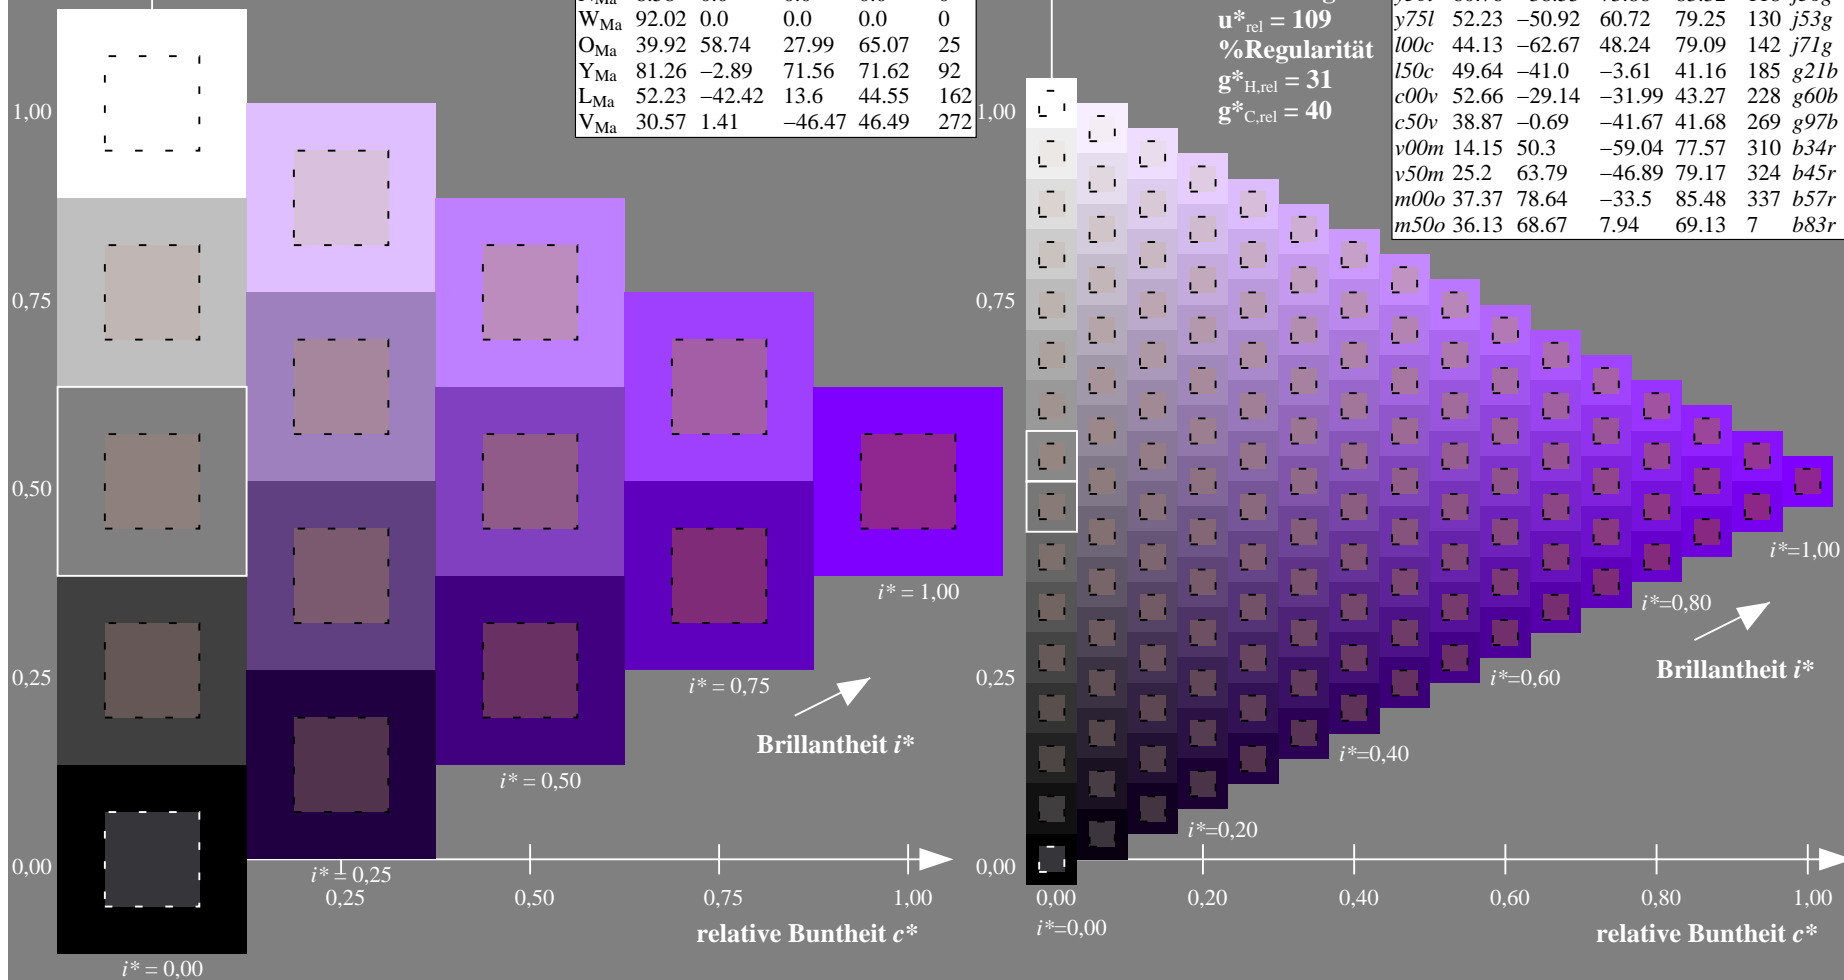 W Ma 92.02 0.0 0.0 0.0 0
O Ma 39.92 58.74 27.99 65.07 25
Y Ma 81.26 −2.89 71.56 71.62 92
L Ma 52.23 −42.42 13.6 44.55 162
V Ma 30.57 1.41 −46.47 46.49 272
u*rel = 109
%Regularität
g*H,rel = 31
g*C,rel = 40
y75l 52.23 −50.92 60.72 79.25 130 j53g
l00c 44.13 −62.67 48.24 79.09 142 j71g
l50c 49.64 −41.0 −3.61 41.16 185 g21b
c00v 52.66 −29.14 −31.99 43.27 228 g60b
c50v 38.87 −0.69 −41.67 41.68 269 g97b
v00m 14.15 50.3 −59.04 77.57 310 b34r
v50m 25.2 63.79 −46.89 79.17 324 b45r
m00o 37.37 78.64 −33.5 85.48 337 b57r
m50o 36.13 68.67 7.94 69.13 7 b83r
1,00
0,75
0,50
0,25
0,00
i* = 1,00
i* = 0,75
Brillantheit i*
i* = 0,50
i* = 0,25
0,25 0,50 0,75 1,00
relative Buntheit c*
i* = 0,00
1,00
0,75
0,25
0,00
i*=1,00
i*=0,80
Brillantheit i*
i*=0,60
i*=0,40
i*=0,20
0,00 0,20 0,40 0,60 0,80 1,00
i*=0,00
relative Buntheit c*